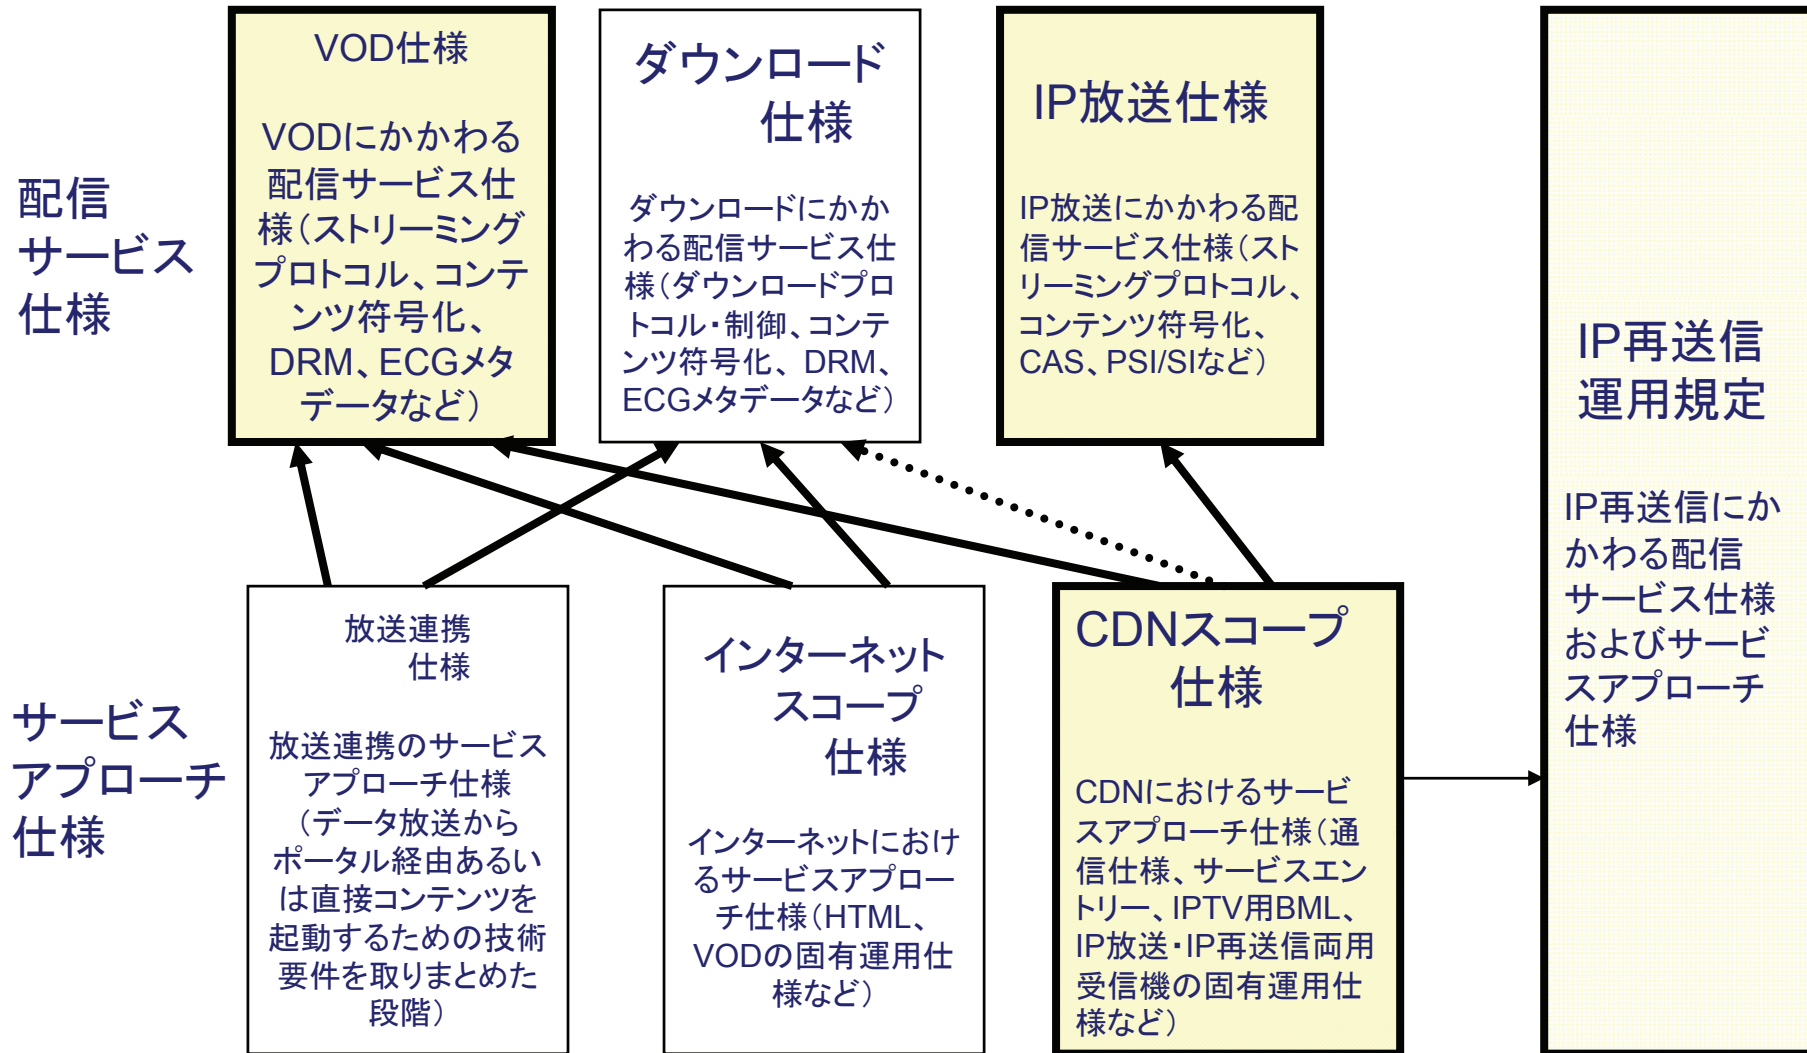 配信
サービス
仕様
VOD仕様
VODにかかわる
配信サービス仕
様（ストリーミング
プロトコル、コンテ
ンツ符号化、
DRM、ECGメタ
データなど）
ダウンロード
仕様
ダウンロードにかか
わる配信サービス仕
様（ダウンロードプロ
トコル・制御、コンテ
ンツ符号化、DRM、
ECGメタデータなど）
IP放送仕様
IP放送にかかわる配
信サービス仕様（スト
リーミングプロトコル、
コンテンツ符号化、
CAS、PSI/SIなど）
IP再送信
運用規定
IP再送信にか
かわる配信
サービス仕様
およびサービ
スアプローチ
仕様
サービス
アプローチ
仕様
放送連携
仕様
放送連携のサービス
アプローチ仕様
（データ放送から
ポータル経由あるい
は直接コンテンツを
起動するための技術
要件を取りまとめた
段階）
インターネット
スコープ
仕様
インターネットにおけ
るサービスアプロー
チ仕様（HTML、
VODの固有運用仕
様など）
CDNスコープ
仕様
CDNにおけるサービ
スアプローチ仕様（通
信仕様、サービスエン
トリー、IPTV用BML、
IP放送・IP再送信両用
受信機の固有運用仕
様など）